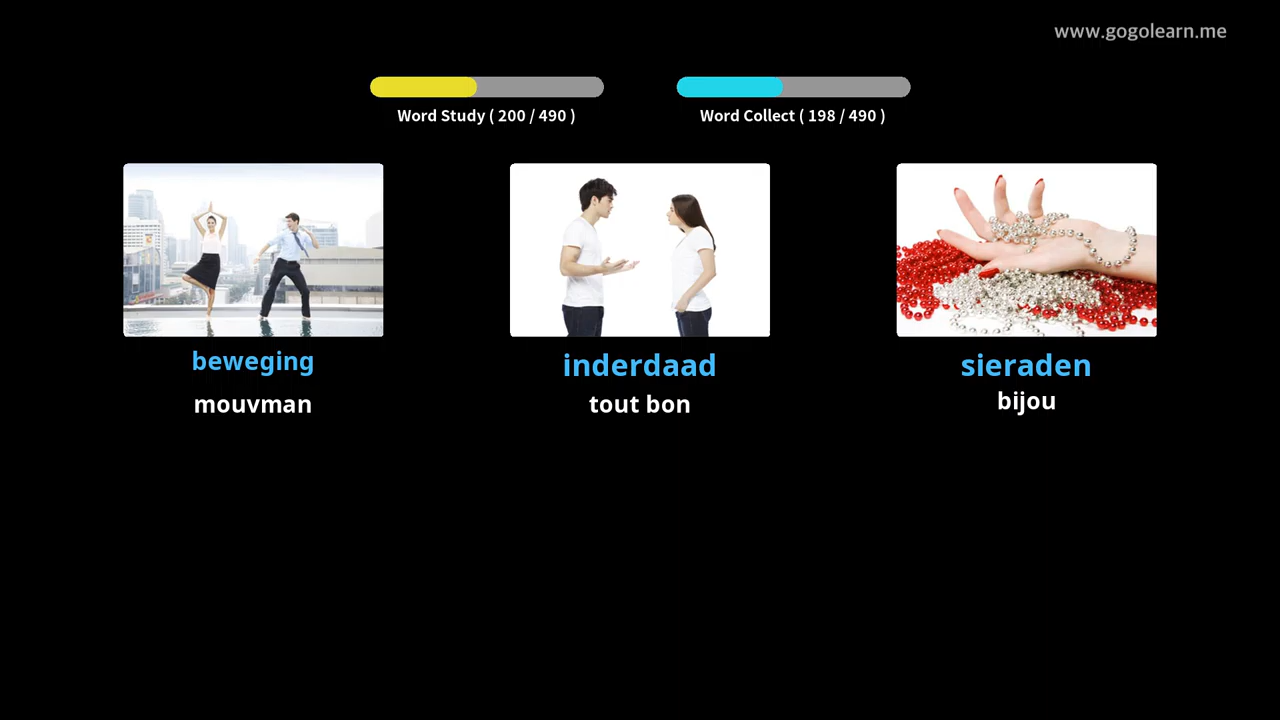 www.gogolearn.me
Word Study ( 200 / 490 )
Word Collect ( 198 / 490 )
beweging
inderdaad
sieraden
mouvman
tout bon
bijou